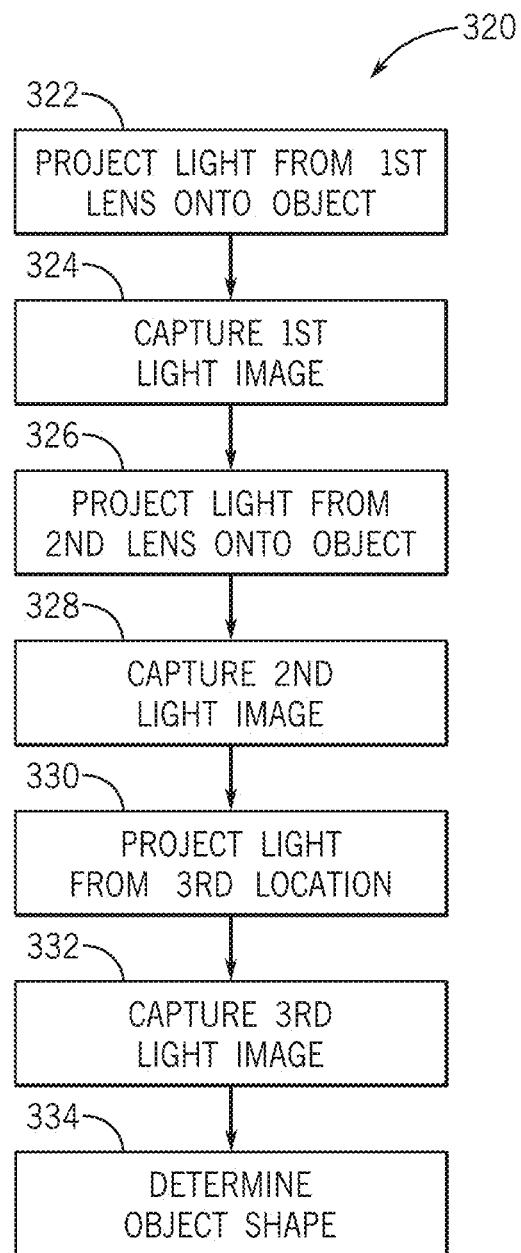 320
322
PROJECT LIGHT FROM 1ST
LENS ONTO OBJECT
324
CAPTURE 1ST
LIGHT IMAGE
326
PROJECT LIGHT FROM
2ND LENS ONTO OBJECT
328
CAPTURE 2ND
LIGHT IMAGE
330
PROJECT LIGHT
FROM 3RD LOCATION
332
CAPTURE 3RD
LIGHT IMAGE
334
DETERMINE
OBJECT SHAPE